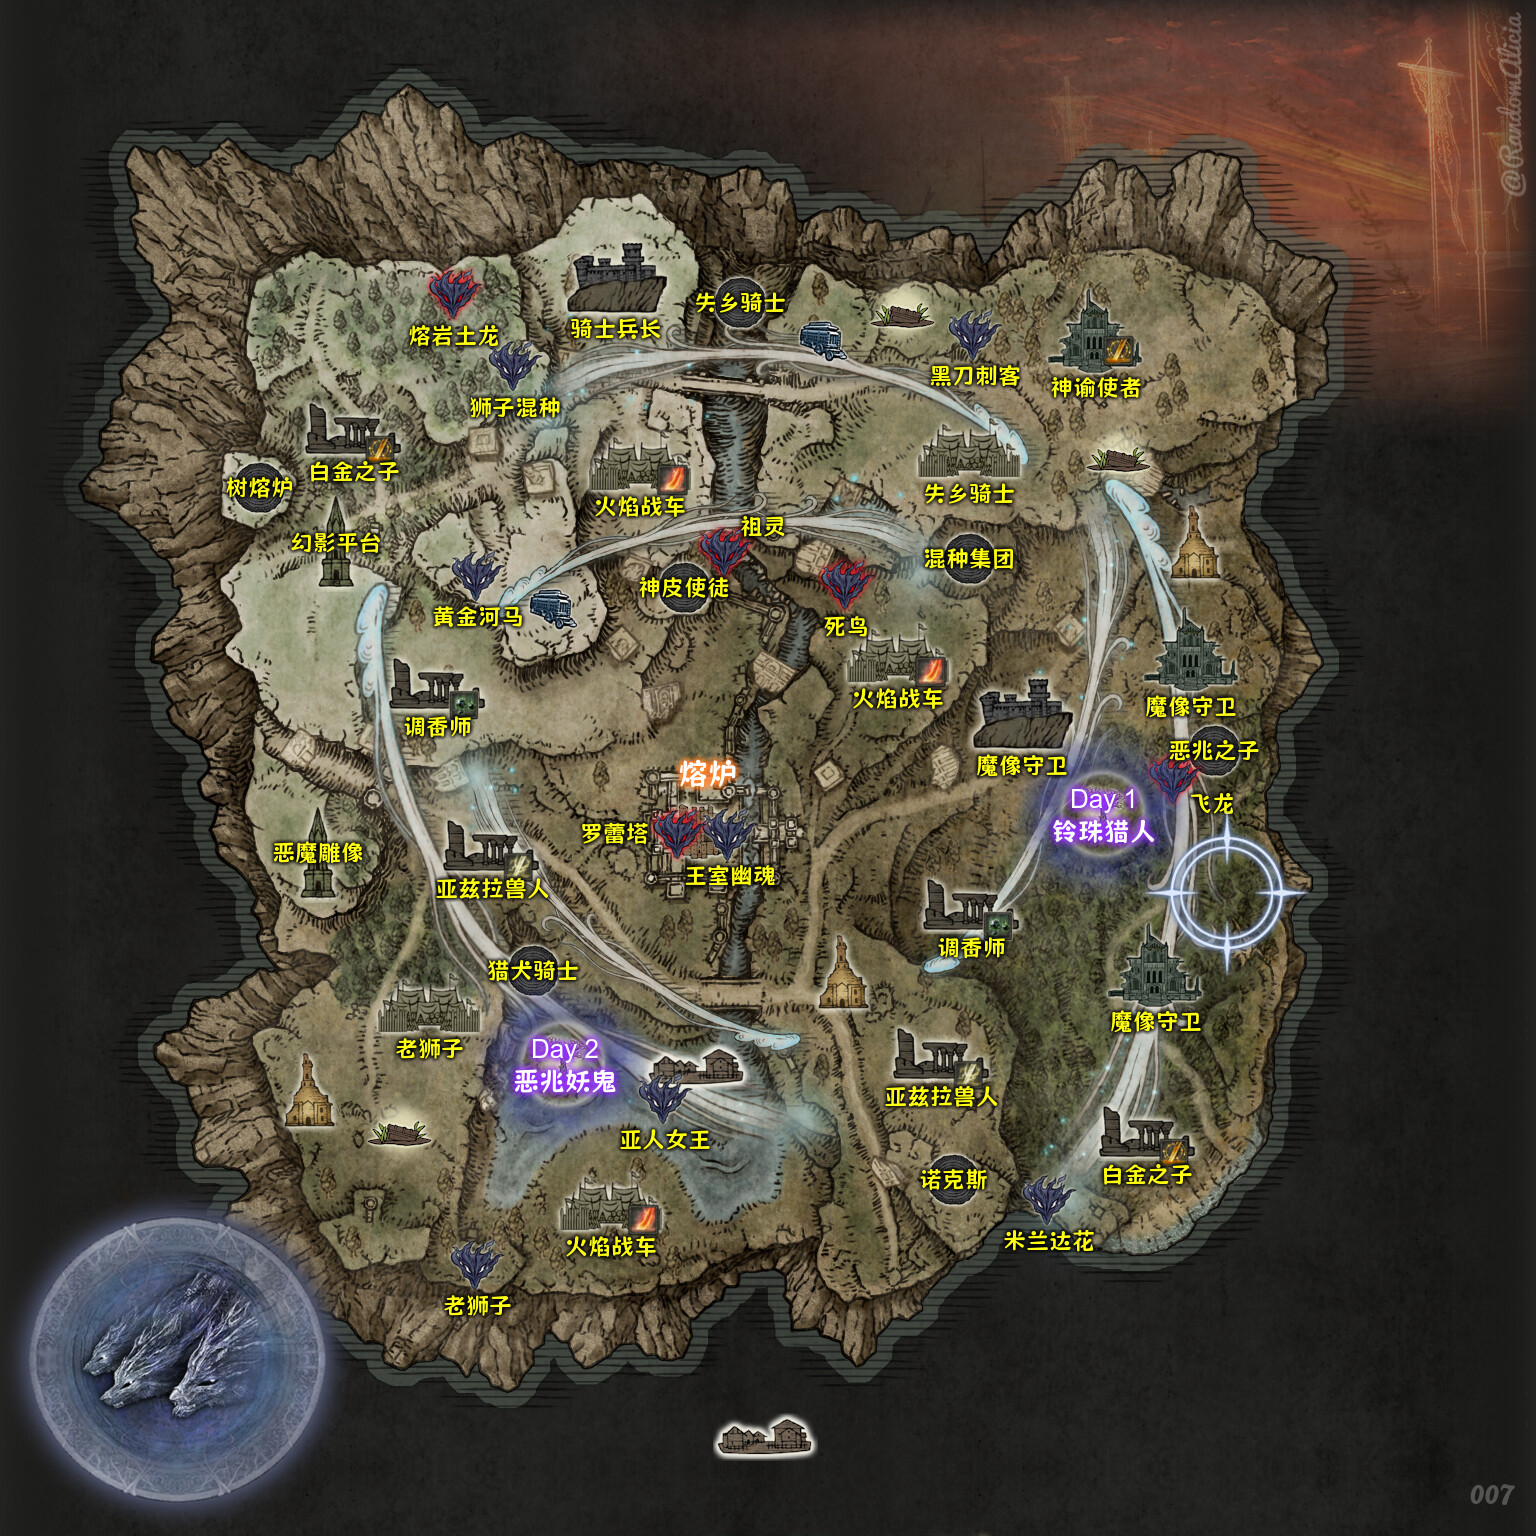 @RandomAlicia
失乡骑士
骑士兵长
熔岩土龙
黑刀刺客
神谕使者
狮子混种
白金之子
树熔炉
火焰战车
失乡骑士
祖灵
幻影平台
混种集团
神皮使徒
黄金河马
死鸟
火焰战车
魔像守卫
调香师
恶兆之子
魔像守卫
熔炉
Day 1
铃珠猎人
飞龙
罗蕾塔
恶魔雕像
王室幽魂
亚兹拉兽人
调香师
猎犬骑士
魔像守卫
老狮子
Day 2
恶兆妖鬼
亚兹拉兽人
亚人女王
白金之子
诺克斯
米兰达花
火焰战车
老狮子
007